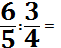 6/5 : 3/4 =